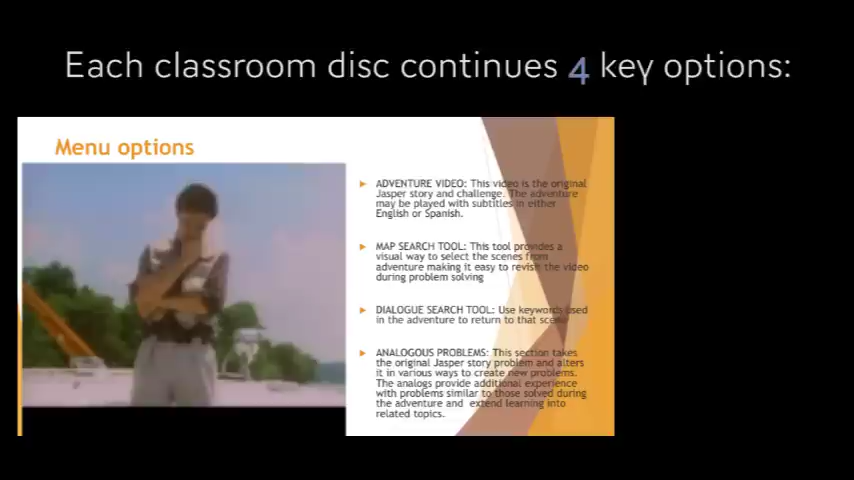 Each classroom disc continues 4 key options:
Menu options
ADVENTURE VIDEO: This video is the original
Jasper story and challenge. The adventure
may be played with subtitles in either
English or Spanish.
MAP SEARCH TOOL: This tool provides a
visual way to select the scenes from
adventure making it easy to revisit the video
during problem solving
DIALOGUE SEARCH TOOL: Use keywords used
in the adventure to return to that scene
ANALOGOUS PROBLEMS: This section takes
the original Jasper story problem and alters
it in various ways to create new problems.
The analogs provide additional experience
with problems similar to those solved during
the adventure and extend learning into
related topics.